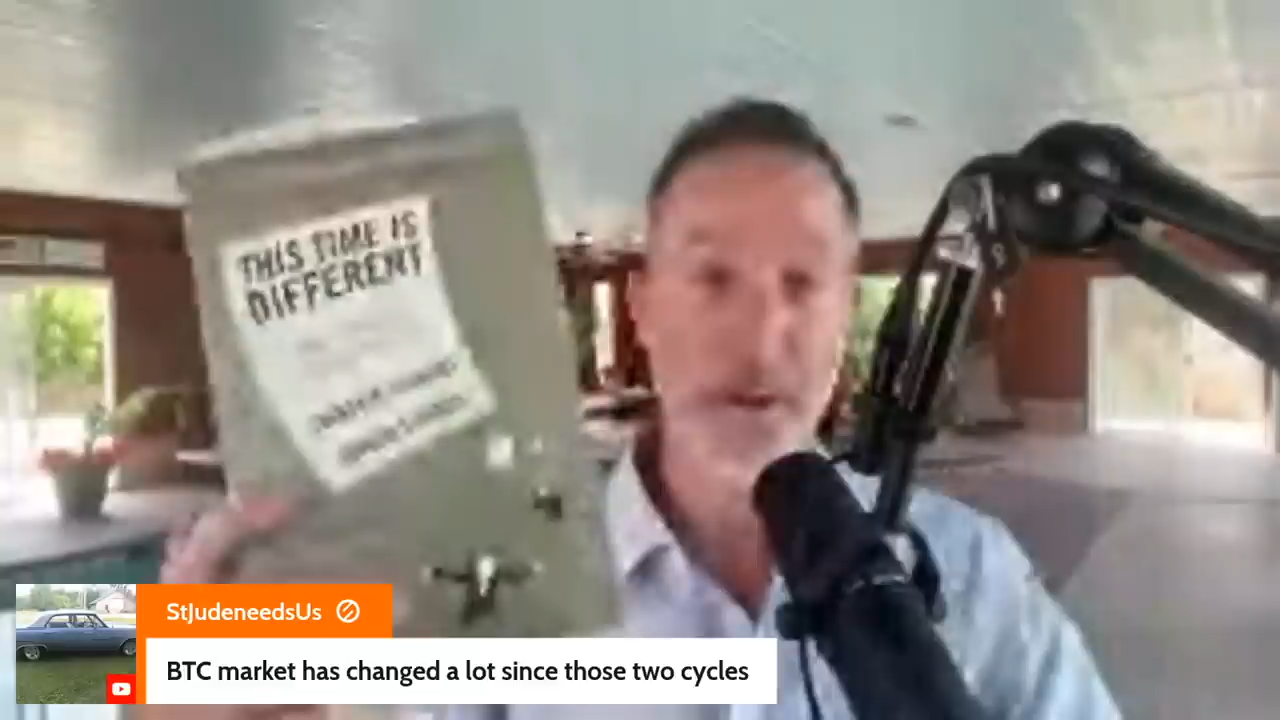 THIS TIME IS
DIFFERENT
StJudeneedsUs
BTC market has changed a lot since those two cycles